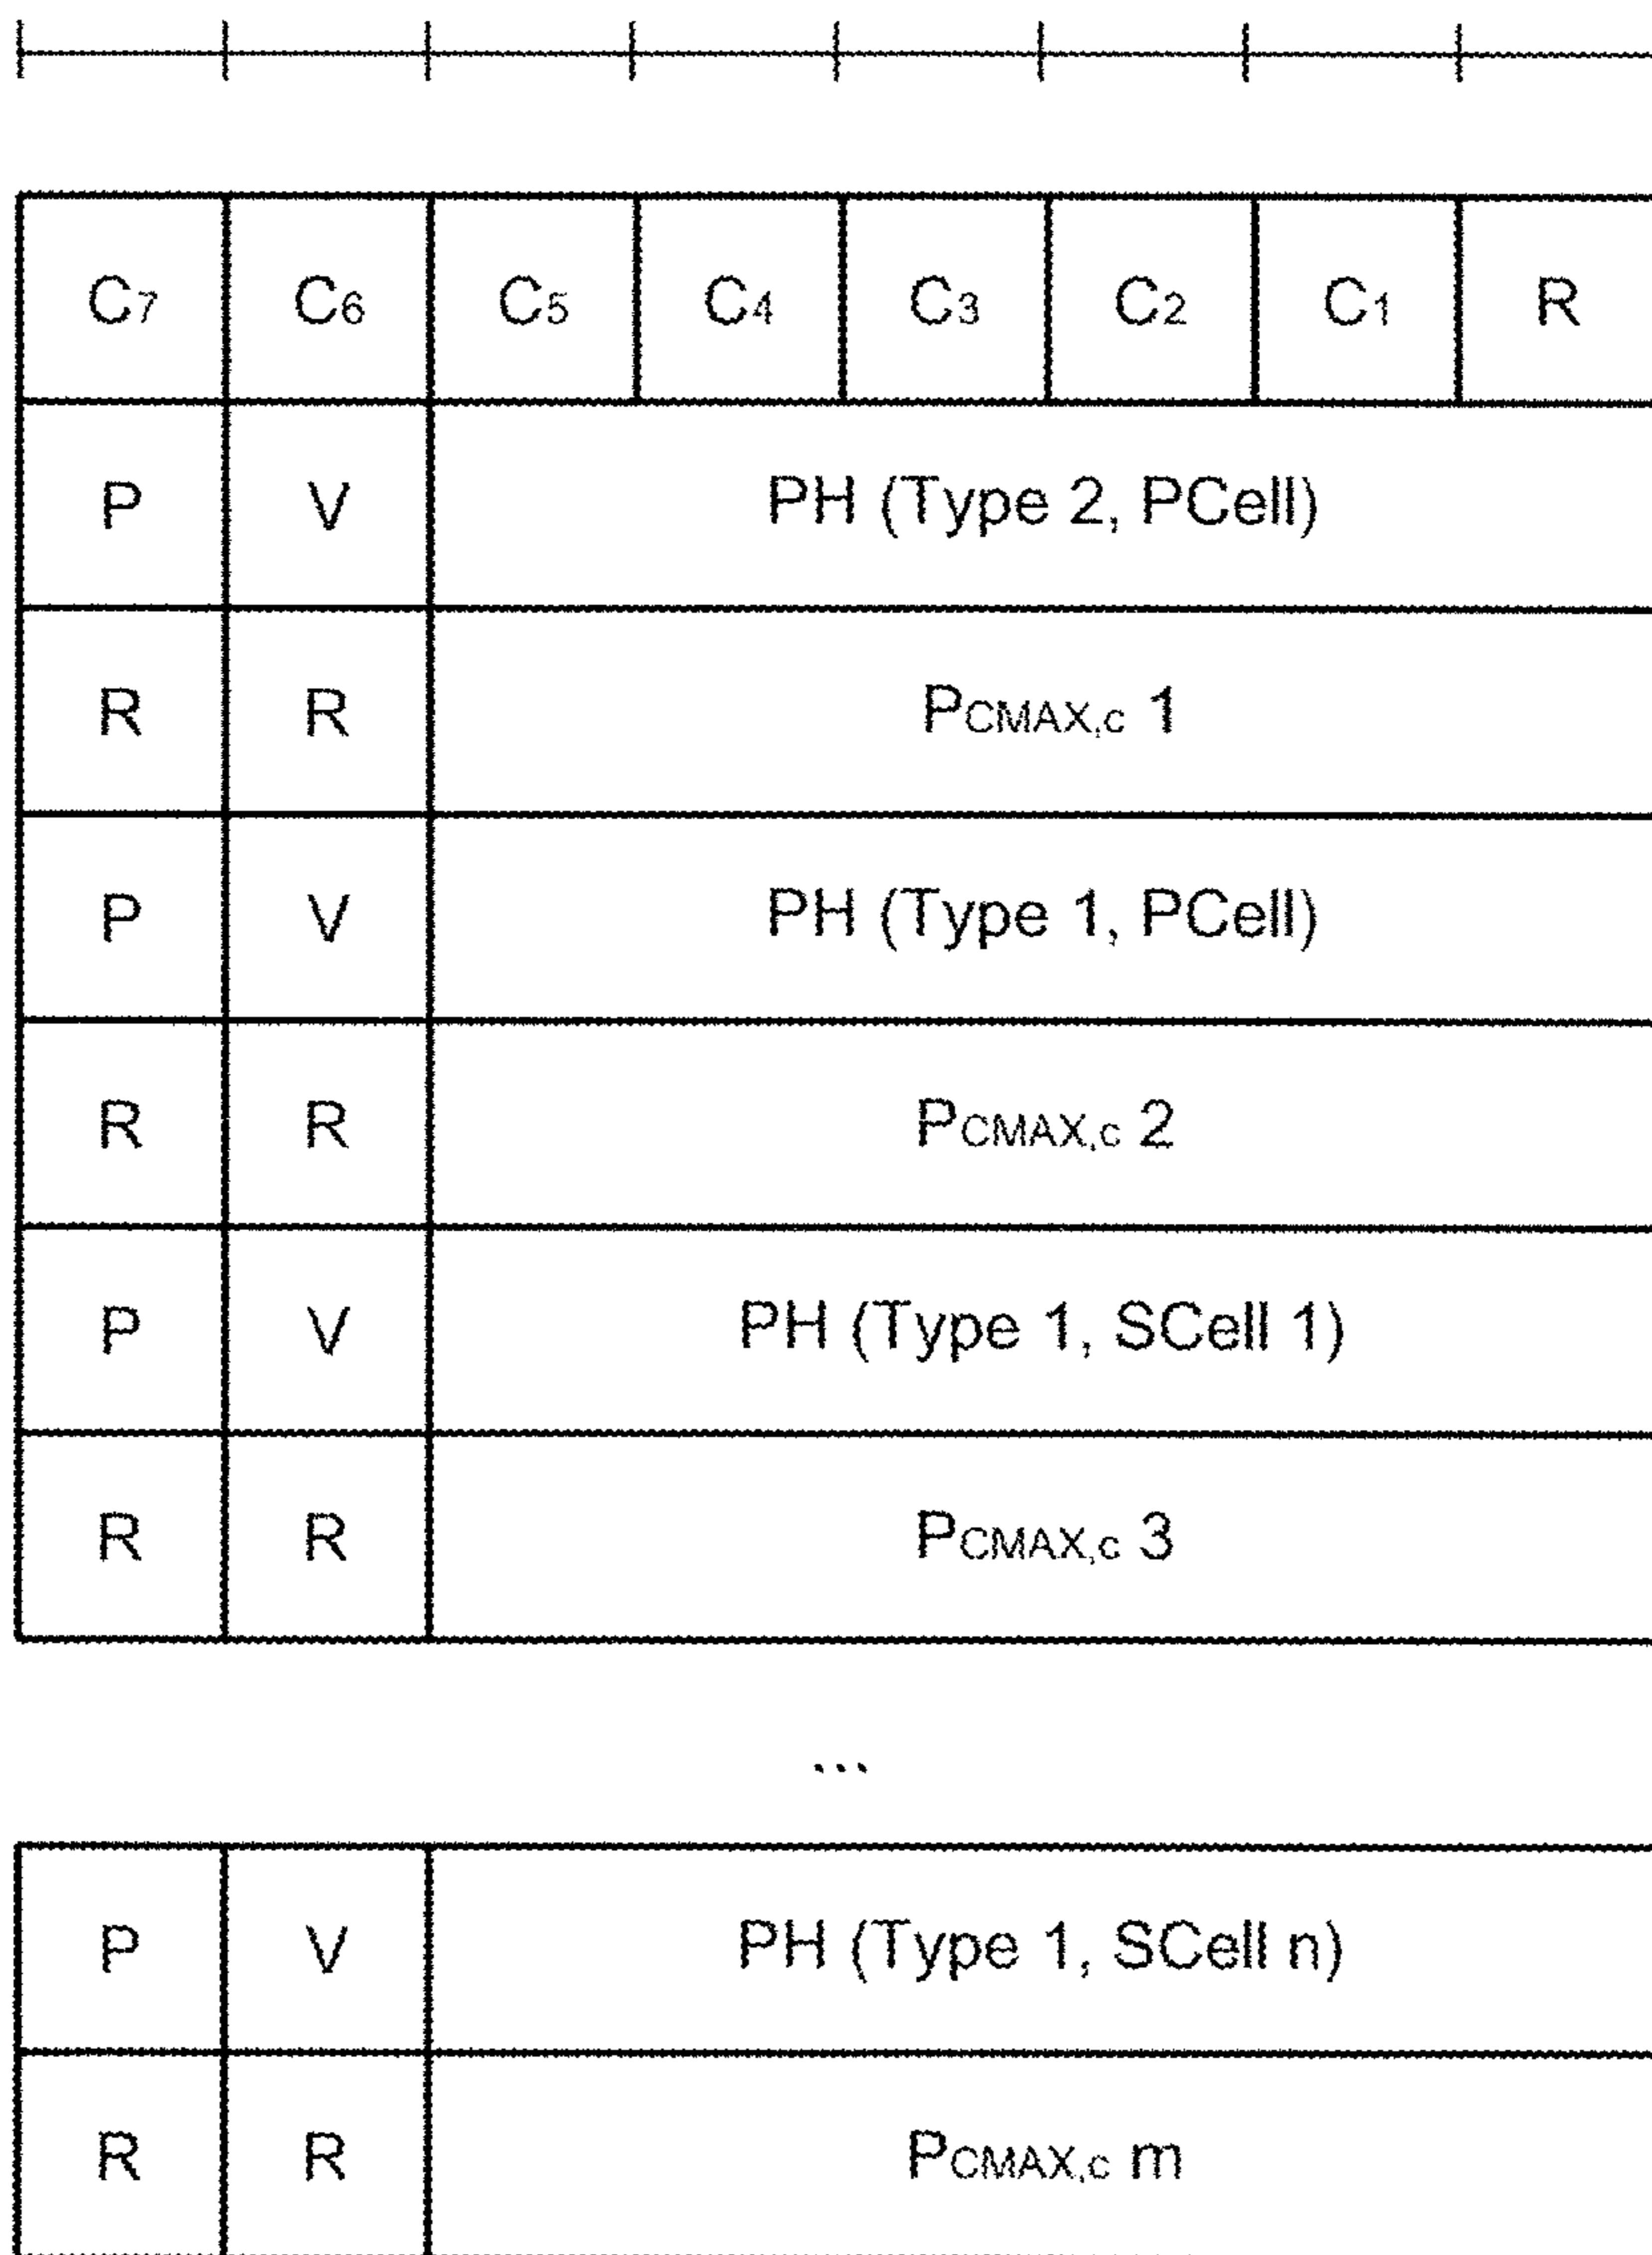 C7 C6 C5 C4 C3 C2 C1 R
P V PH (Type 2, PCell)
R R PCMAX,c 1
P V PH (Type 1, PCell)
R R PCMAX,c 2
P V PH (Type 1, SCell 1)
R R PCMAX,c 3
...
P V PH (Type 1, SCell n)
R R PCMAX,c m